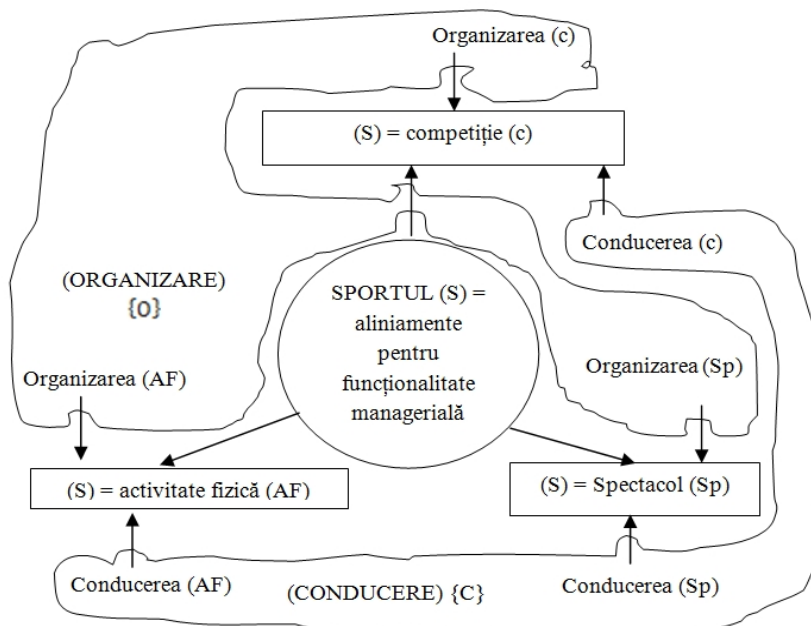 Organizarea (c)
(S) = competiție (c)
Conducerea (c)
(ORGANIZARE)
{O}
SPORTUL (S) =
aliniamente
pentru
funcționalitate
managerială
Organizarea (AF)
Organizarea (Sp)
(S) = activitate fizică (AF)
(S) = Spectacol (Sp)
Conducerea (AF)
(CONDUCERE) {C}
Conducerea (Sp)